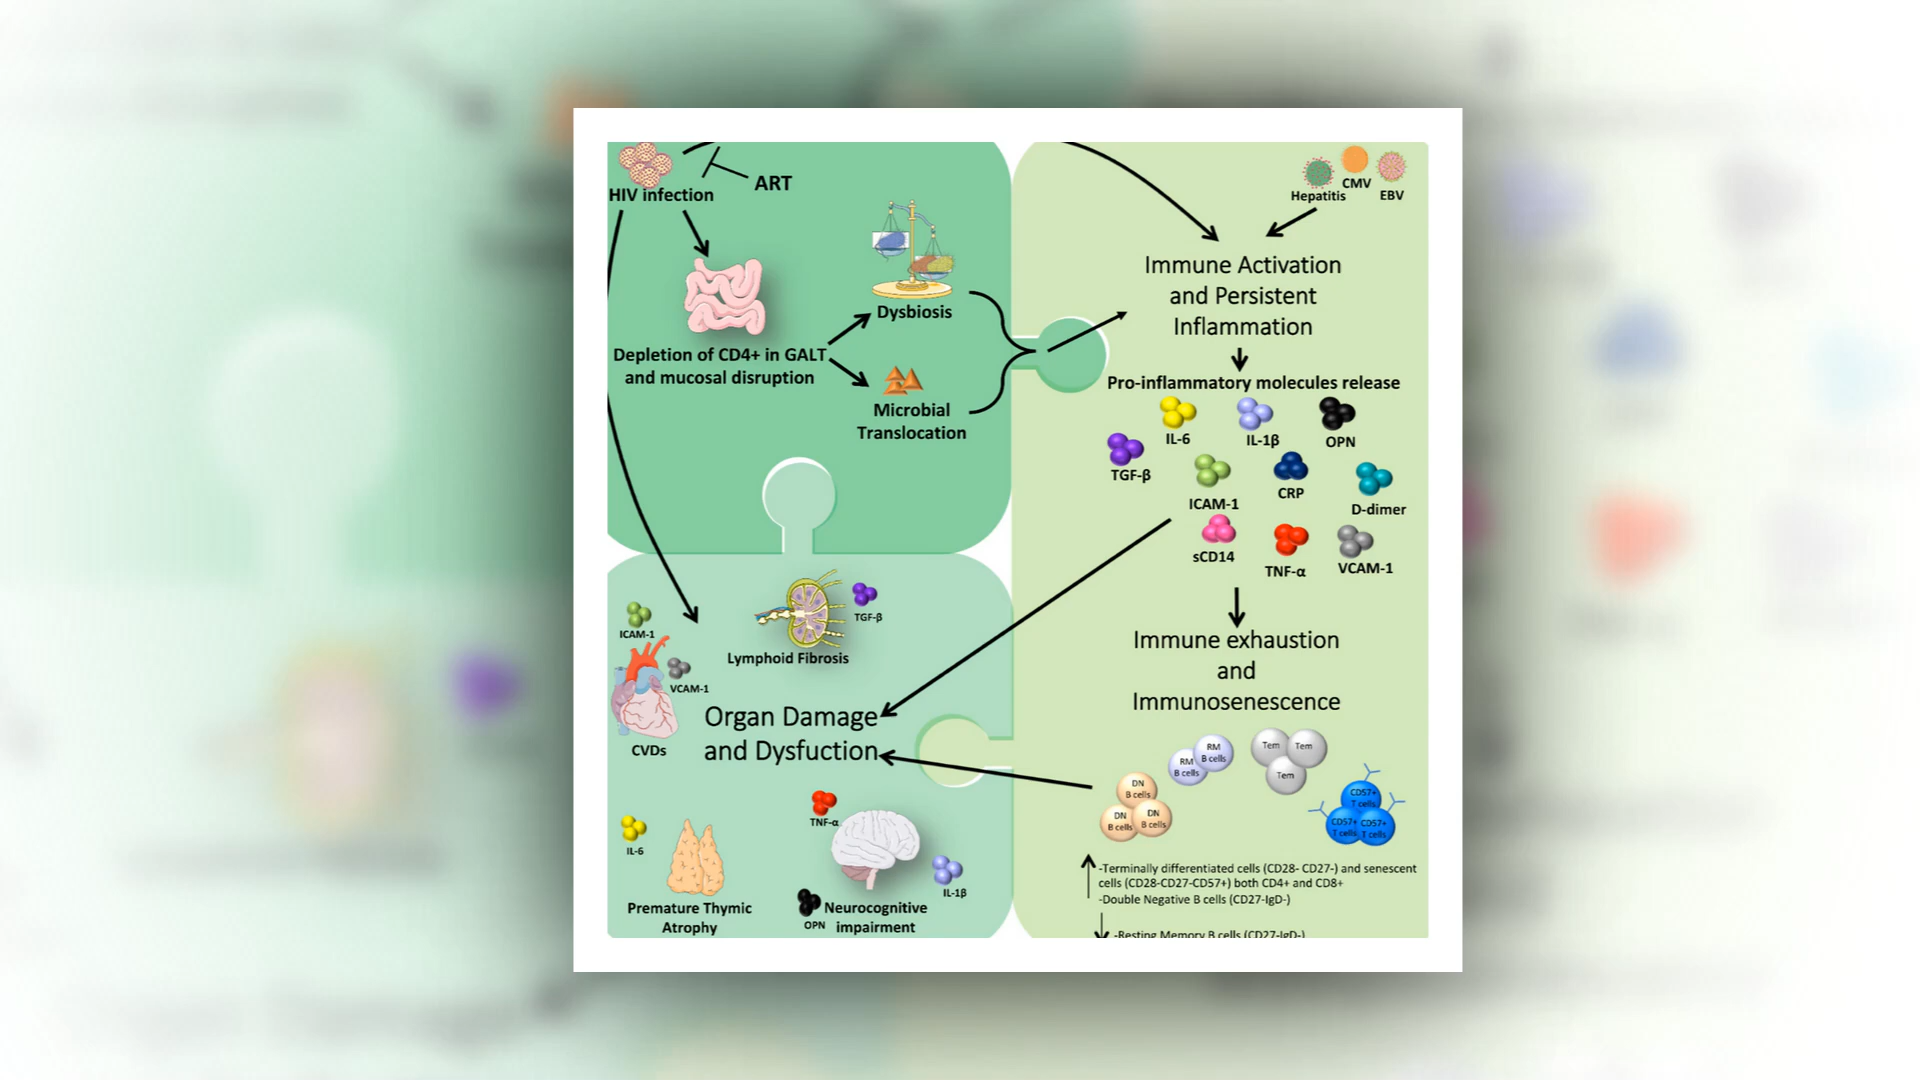 HIV infection
ART
Depletion of CD4+ in GALT
and mucosal disruption
Dysbiosis
Microbial
Translocation
Hepatitis
CMV
EBV
Immune Activation
and Persistent
Inflammation
Pro-inflammatory molecules release
IL-6
IL-1β
OPN
TGF-β
ICAM-1
CRP
D-dimer
sCD14
TNF-α
VCAM-1
Immune exhaustion
and
Immunosenescence
RM
B cells
RM
B cells
Tem
Tem
Tem
DN
B cells
DN
B cells
DN
B cells
CD57+
T cells
CD57+
T cells
CD57+
T cells
-Terminally differentiated cells (CD28- CD27-) and senescent
cells (CD28-CD27-CD57+) both CD4+ and CD8+
-Double Negative B cells (CD27-IgD-)
-Resting Memory B cells (CD27-IgD-)
ICAM-1
VCAM-1
CVDs
TGF-β
Lymphoid Fibrosis
Organ Damage
and Dysfuction
IL-6
Premature Thymic
Atrophy
TNF-α
IL-1β
OPN
Neurocognitive
impairment